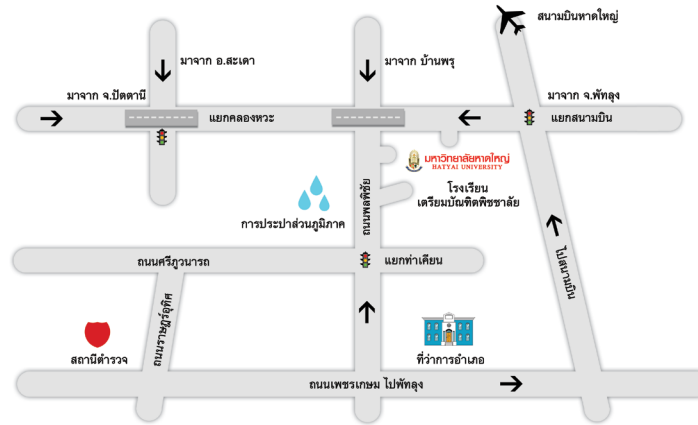 สนามบินหาดใหญ่
มาจาก อ.สะเดา
มาจาก บ้านพรุ
มาจาก จ.ปัตตานี
มาจาก จ.พัทลุง
แยกคลองหวะ
แยกสนามบิน
มหาวิทยาลัยหาดใหญ่
HATYAI UNIVERSITY
โรงเรียน
เตรียมบัณฑิตพิชชาลัย
ถนนพลพิชัย
การประปาส่วนภูมิภาค
ถนนศรีภูวนารถ
แยกท่าเคียน
ไปสนามบิน
ถนนราษฎร์อุทิศ
สถานีตำรวจ
ที่ว่าการอำเภอ
ถนนเพชรเกษม ไปพัทลุง